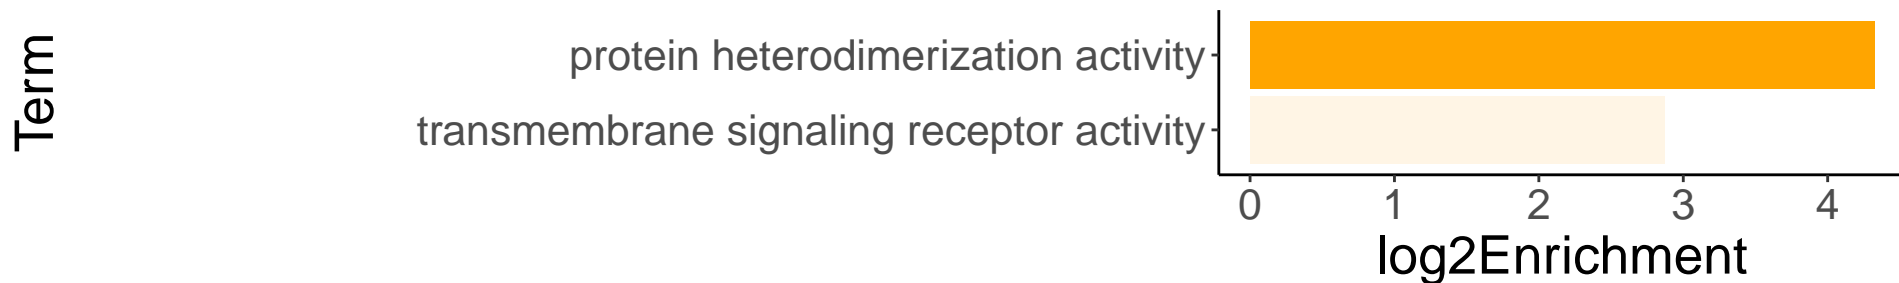 Term
protein heterodimerization activity
transmembrane signaling receptor activity
0 1 2 3 4
log2Enrichment